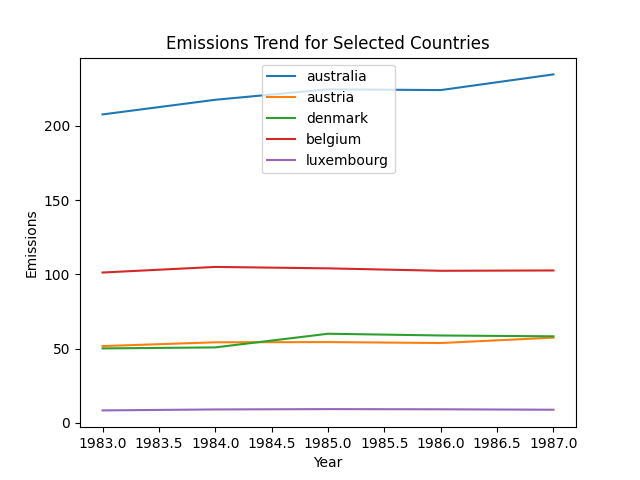 Emissions Trend for Selected Countries
australia
austria
denmark
belgium
luxembourg
Emissions
200
150
100
50
0
1983.0 1983.5 1984.0 1984.5 1985.0 1985.5 1986.0 1986.5 1987.0
Year